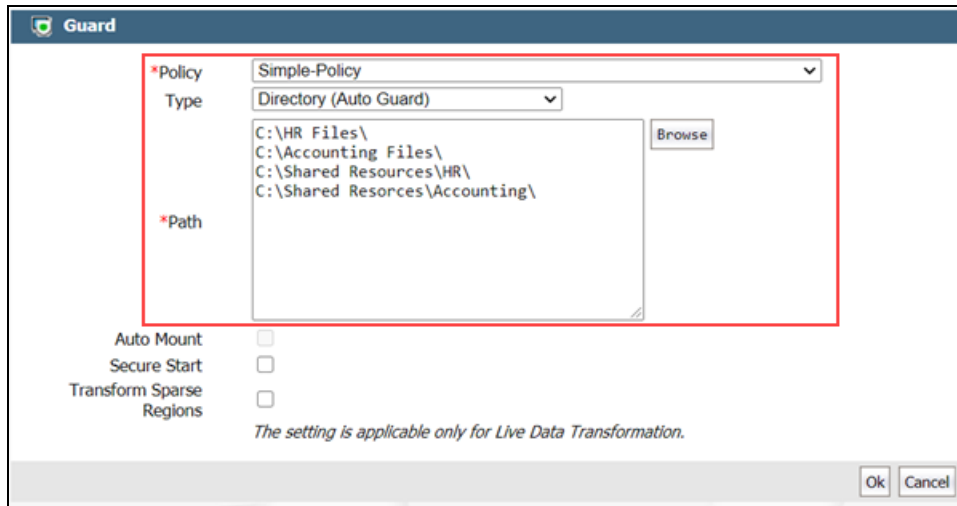 Guard
*Policy
Simple-Policy
Type
Directory (Auto Guard)
C:\HR Files\
C:\Accounting Files\
C:\Shared Resources\HR\
C:\Shared Resorces\Accounting\
Browse
*Path
Auto Mount
Secure Start
Transform Sparse
Regions
The setting is applicable only for Live Data Transformation.
Ok
Cancel